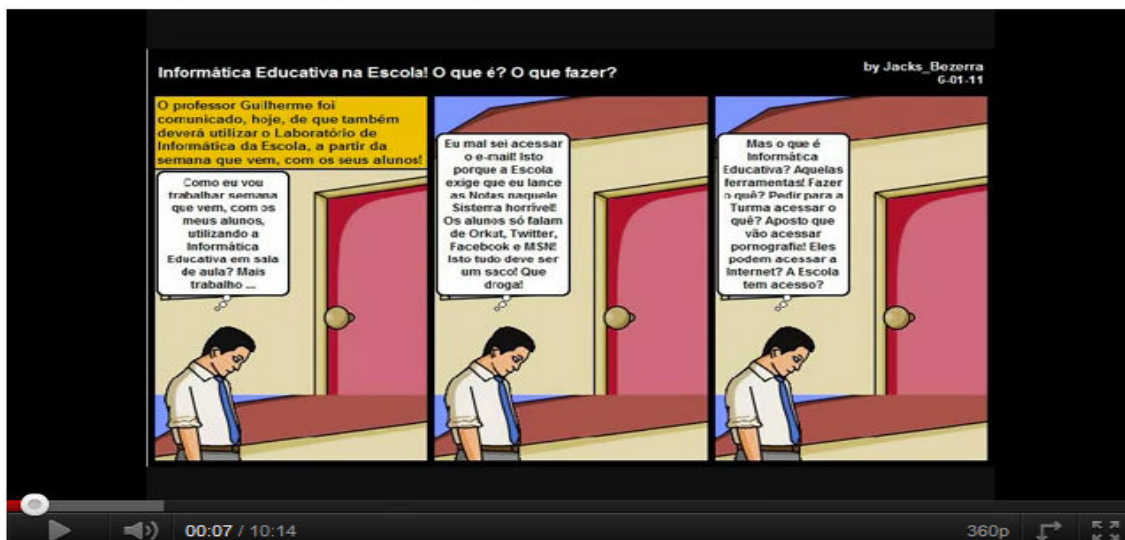 Informática Educativa na Escola! O que é? O que fazer?
by Jacks_Bezerra
6-01-11
O professor Guilherme foi
comunicado, hoje, de que também
deverá utilizar o Laboratório de
Informática da Escola, a partir da
semana que vem, com os seus alunos!
Como eu vou
trabalhar semana
que vem, com os
meus alunos,
utilizando a
Informática
Educativa em sala
de aula? Mais
trabalho ...
Eu mal sei acessar
o e-mail! Isto
porque a Escola
exige que eu lance
as Notas naquele
Sistema horrível!
Os alunos só falam
de Orkut, Twitter,
Facebook e MSN!
Isto tudo deve ser
um saco! Que
droga!
Mas o que é
Informática
Educativa? Aquelas
ferramentas! Fazer
o quê? Pedir para a
Turma acessar o
quê? Aposto que
vão acessar
pornografia! Eles
podem acessar a
Internet? A Escola
tem acesso?
00:07 / 10:14
360p